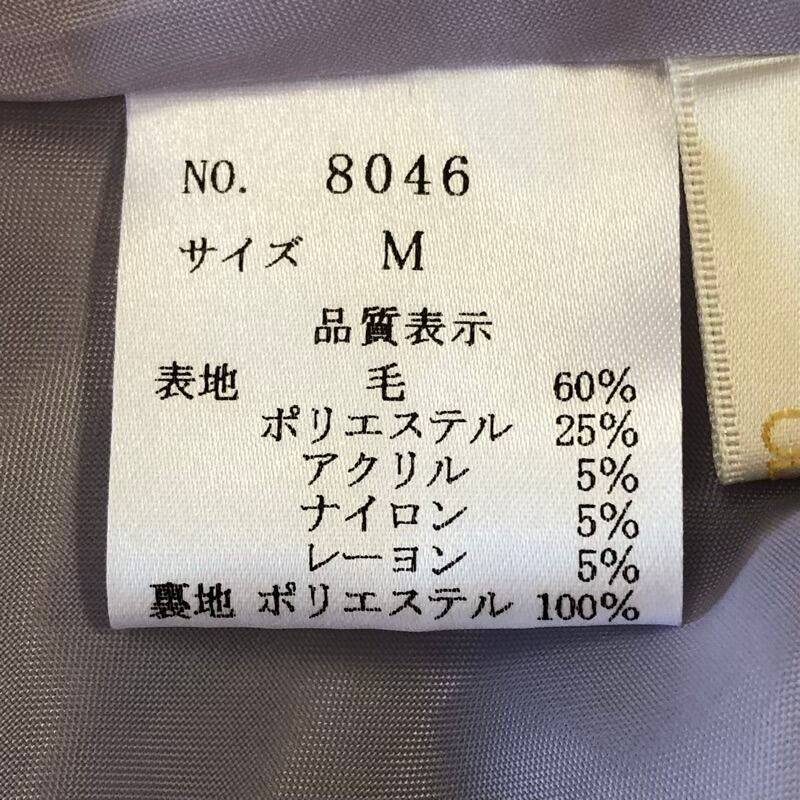 NO. 8046
サイズ M
品質表示
表地 毛 60%
ポリエステル 25%
アクリル 5%
ナイロン 5%
レーヨン 5%
裏地 ポリエステル 100%